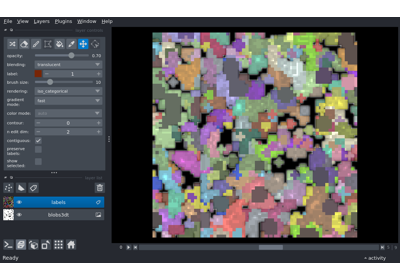 File View Layers Plugins Window Help
opacity: 0.70
blending: translucent
label: 1
brush size: 10
rendering: iso_categorical
gradient mode: fast
color mode:
contour: 0
n edit dim: 2
contiguous:
preserve labels:
show selected:
labels
blobs3dt
0
Ready
activity